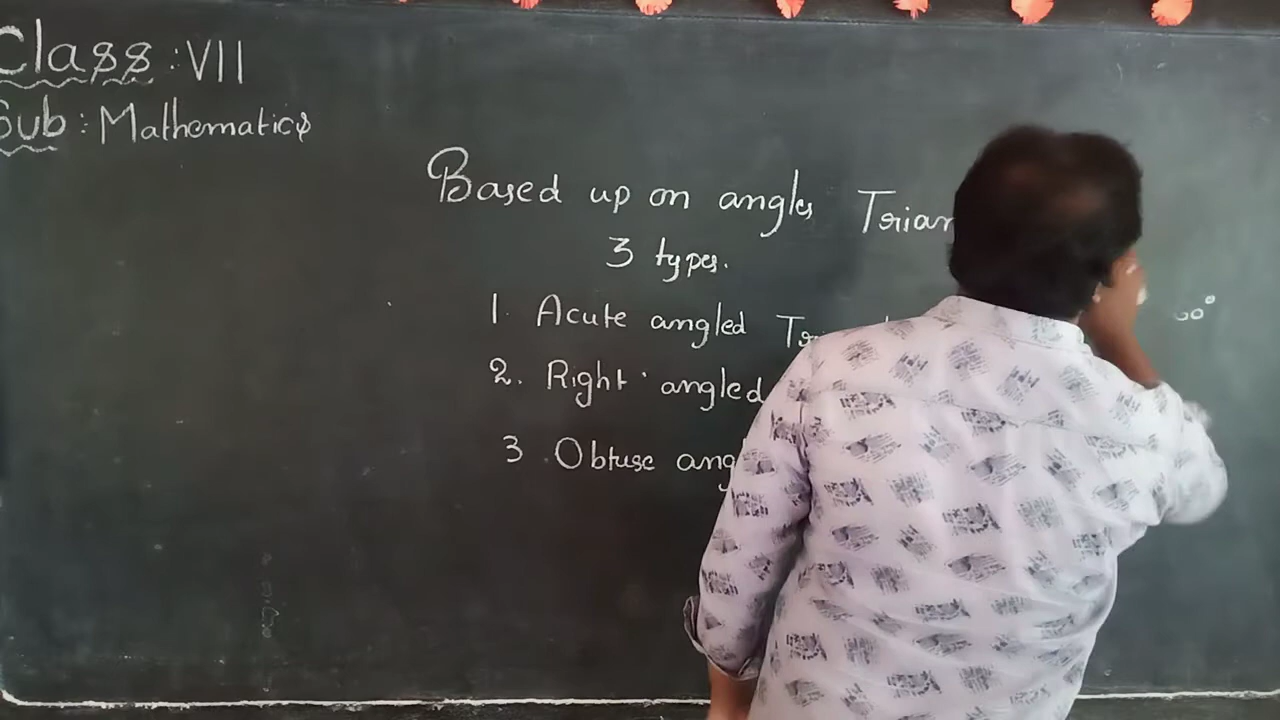 Class : VII
Sub : Mathematics
Based up on angles
3 types.
1. Acute angled
2. Right angled
3. Obtuse